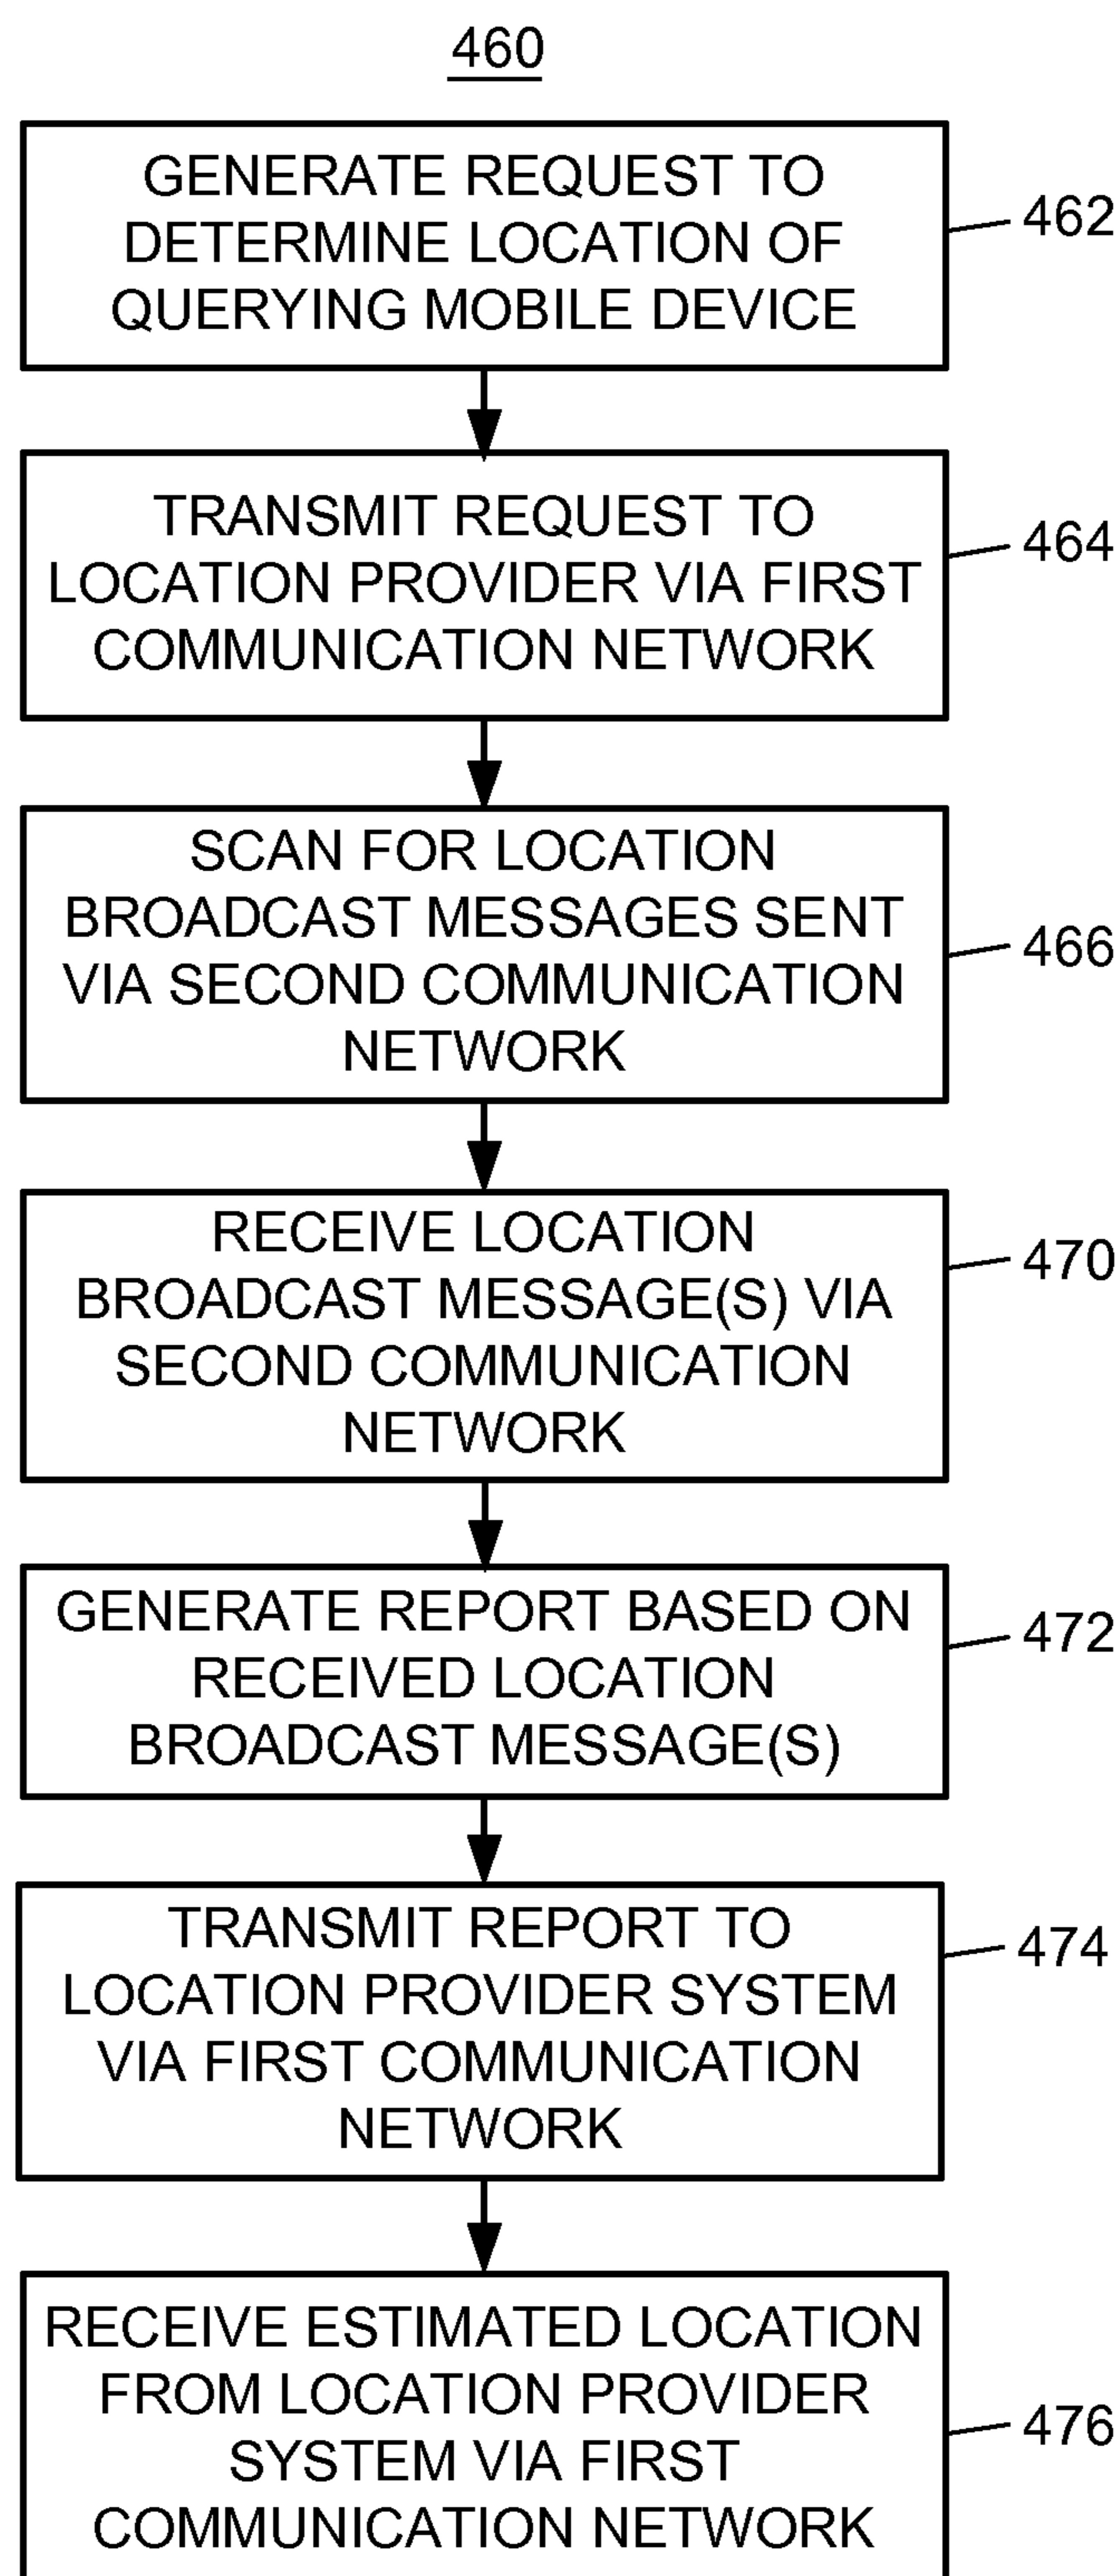 460
GENERATE REQUEST TO
DETERMINE LOCATION OF
QUERYING MOBILE DEVICE
462
TRANSMIT REQUEST TO
LOCATION PROVIDER VIA FIRST
COMMUNICATION NETWORK
464
SCAN FOR LOCATION
BROADCAST MESSAGES SENT
VIA SECOND COMMUNICATION
NETWORK
466
RECEIVE LOCATION
BROADCAST MESSAGE(S) VIA
SECOND COMMUNICATION
NETWORK
470
GENERATE REPORT BASED ON
RECEIVED LOCATION
BROADCAST MESSAGE(S)
472
TRANSMIT REPORT TO
LOCATION PROVIDER SYSTEM
VIA FIRST COMMUNICATION
NETWORK
474
RECEIVE ESTIMATED LOCATION
FROM LOCATION PROVIDER
SYSTEM VIA FIRST
COMMUNICATION NETWORK
476